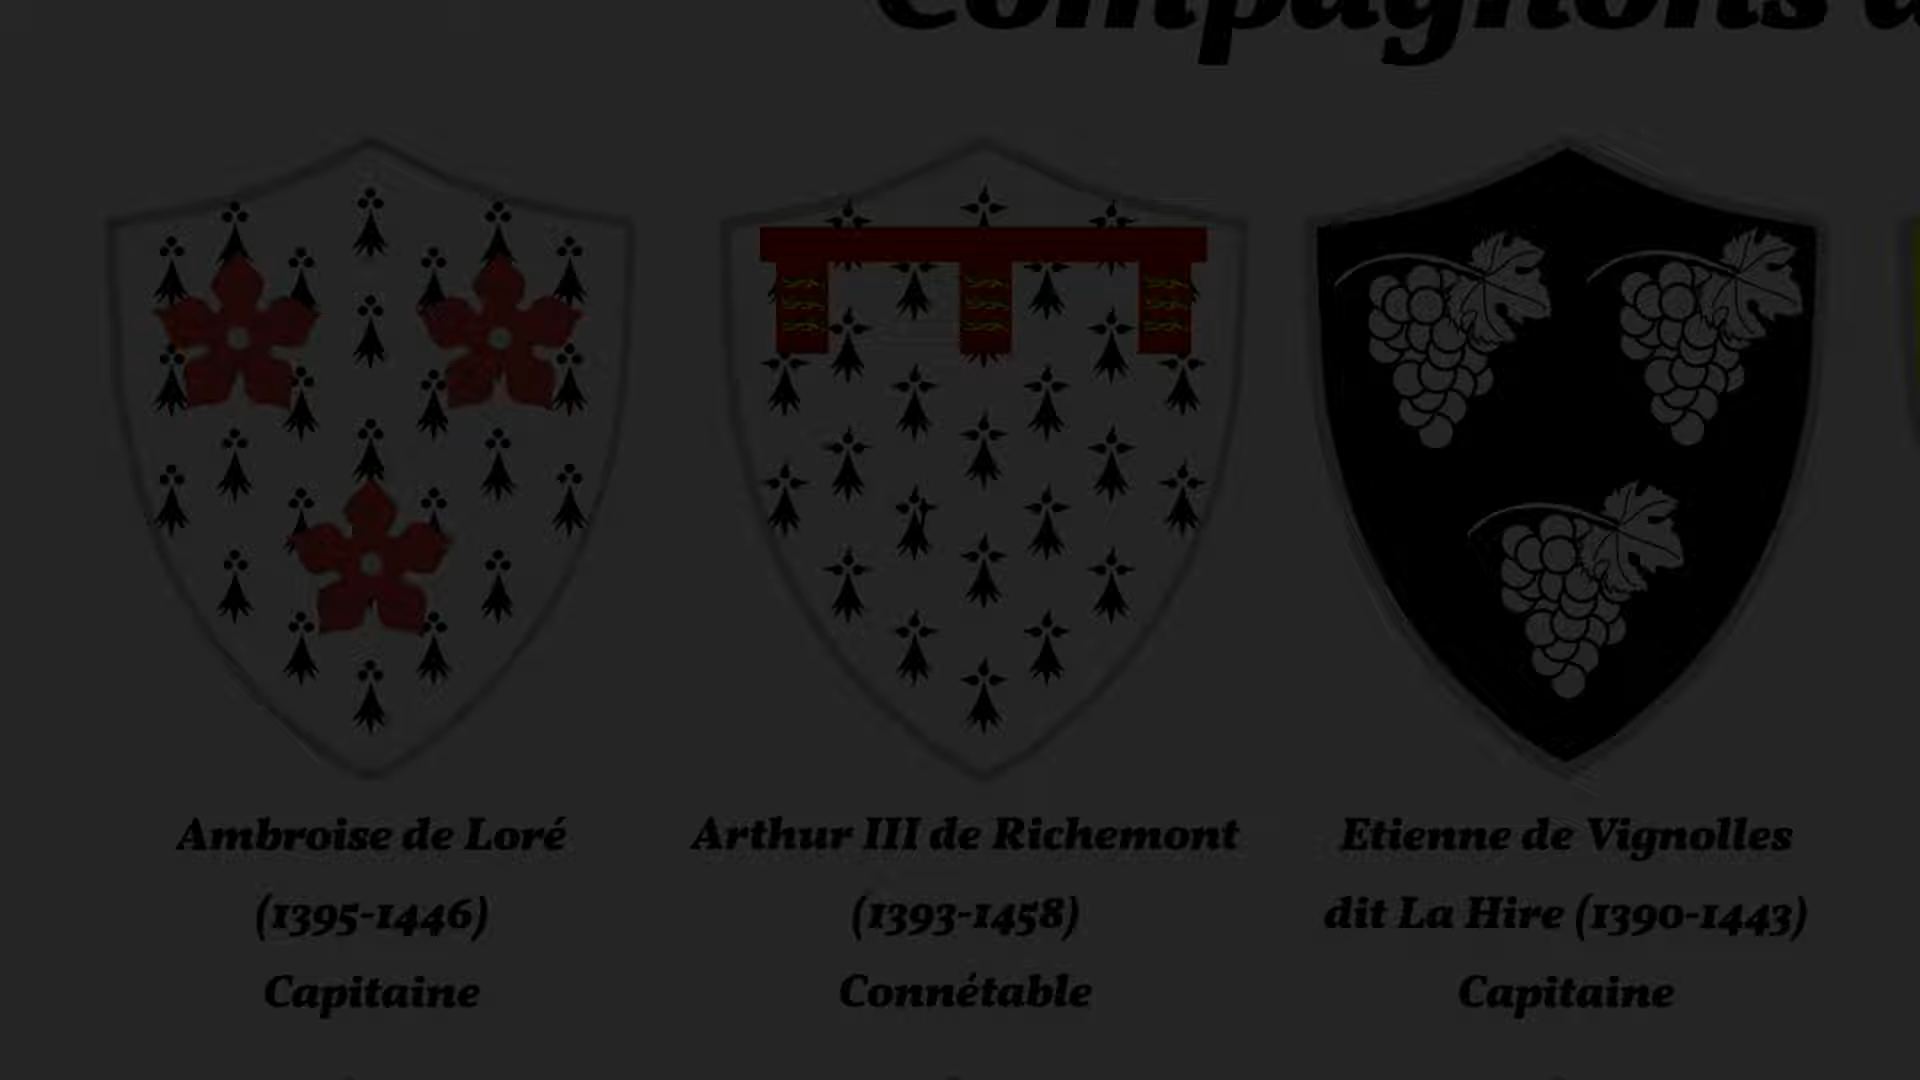 Compagnons
Ambroise de Loré
(1395-1446)
Capitaine
Arthur III de Richemont
(1393-1458)
Connétable
Etienne de Vignolles
dit La Hire (1390-1443)
Capitaine